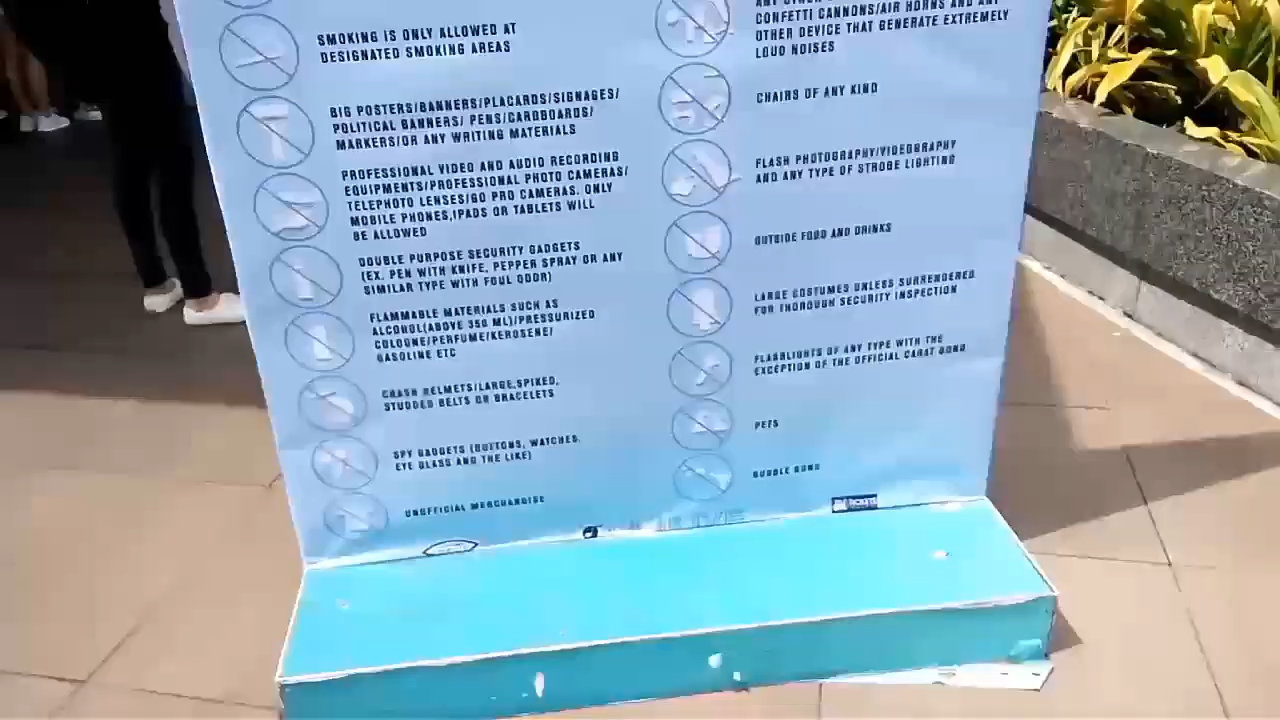 SMOKING IS ONLY ALLOWED AT
DESIGNATED SMOKING AREAS
BIG POSTERS/BANNERS/PLACARDS/SIGNAGES/
POLITICAL BANNERS/ PENS/CARDBOARDS/
MARKERS/OR ANY WRITING MATERIALS
PROFESSIONAL VIDEO AND AUDIO RECORDING
EQUIPMENTS/PROFESSIONAL PHOTO CAMERAS/
TELEPHOTO LENSES/GO PRO CAMERAS. ONLY
MOBILE PHONES,IPADS OR TABLETS WILL
BE ALLOWED
DOUBLE PURPOSE SECURITY GADGETS
(EX. PEN WITH KNIFE, PEPPER SPRAY OR ANY
SIMILAR TYPE WITH FOUL ODOR)
FLAMMABLE MATERIALS SUCH AS
ALCOHOL(ABOVE 350 ML)/PRESSURIZED
COLOGNE/PERFUME/KEROSENE/
GASOLINE ETC
CRASH HELMETS/LARGE,SPIKED,
STUDDED BELTS OR BRACELETS
SPY GADGETS (BUTTONS, WATCHES,
EYE GLASS AND THE LIKE)
UNOFFICIAL MERCHANDISE
ANY OTHER
CONFETTI CANNONS/AIR HORNS AND ANY
OTHER DEVICE THAT GENERATE EXTREMELY
LOUD NOISES
CHAIRS OF ANY KIND
FLASH PHOTOGRAPHY/VIDEOGRAPHY
AND ANY TYPE OF STROBE LIGHTING
OUTSIDE FOOD AND DRINKS
LARGE COSTUMES UNLESS SURRENDERED
FOR THOROUGH SECURITY INSPECTION
FLASHLIGHTS OF ANY TYPE WITH THE
EXCEPTION OF THE OFFICIAL CARAT BONG
PETS
BUBBLE BONG